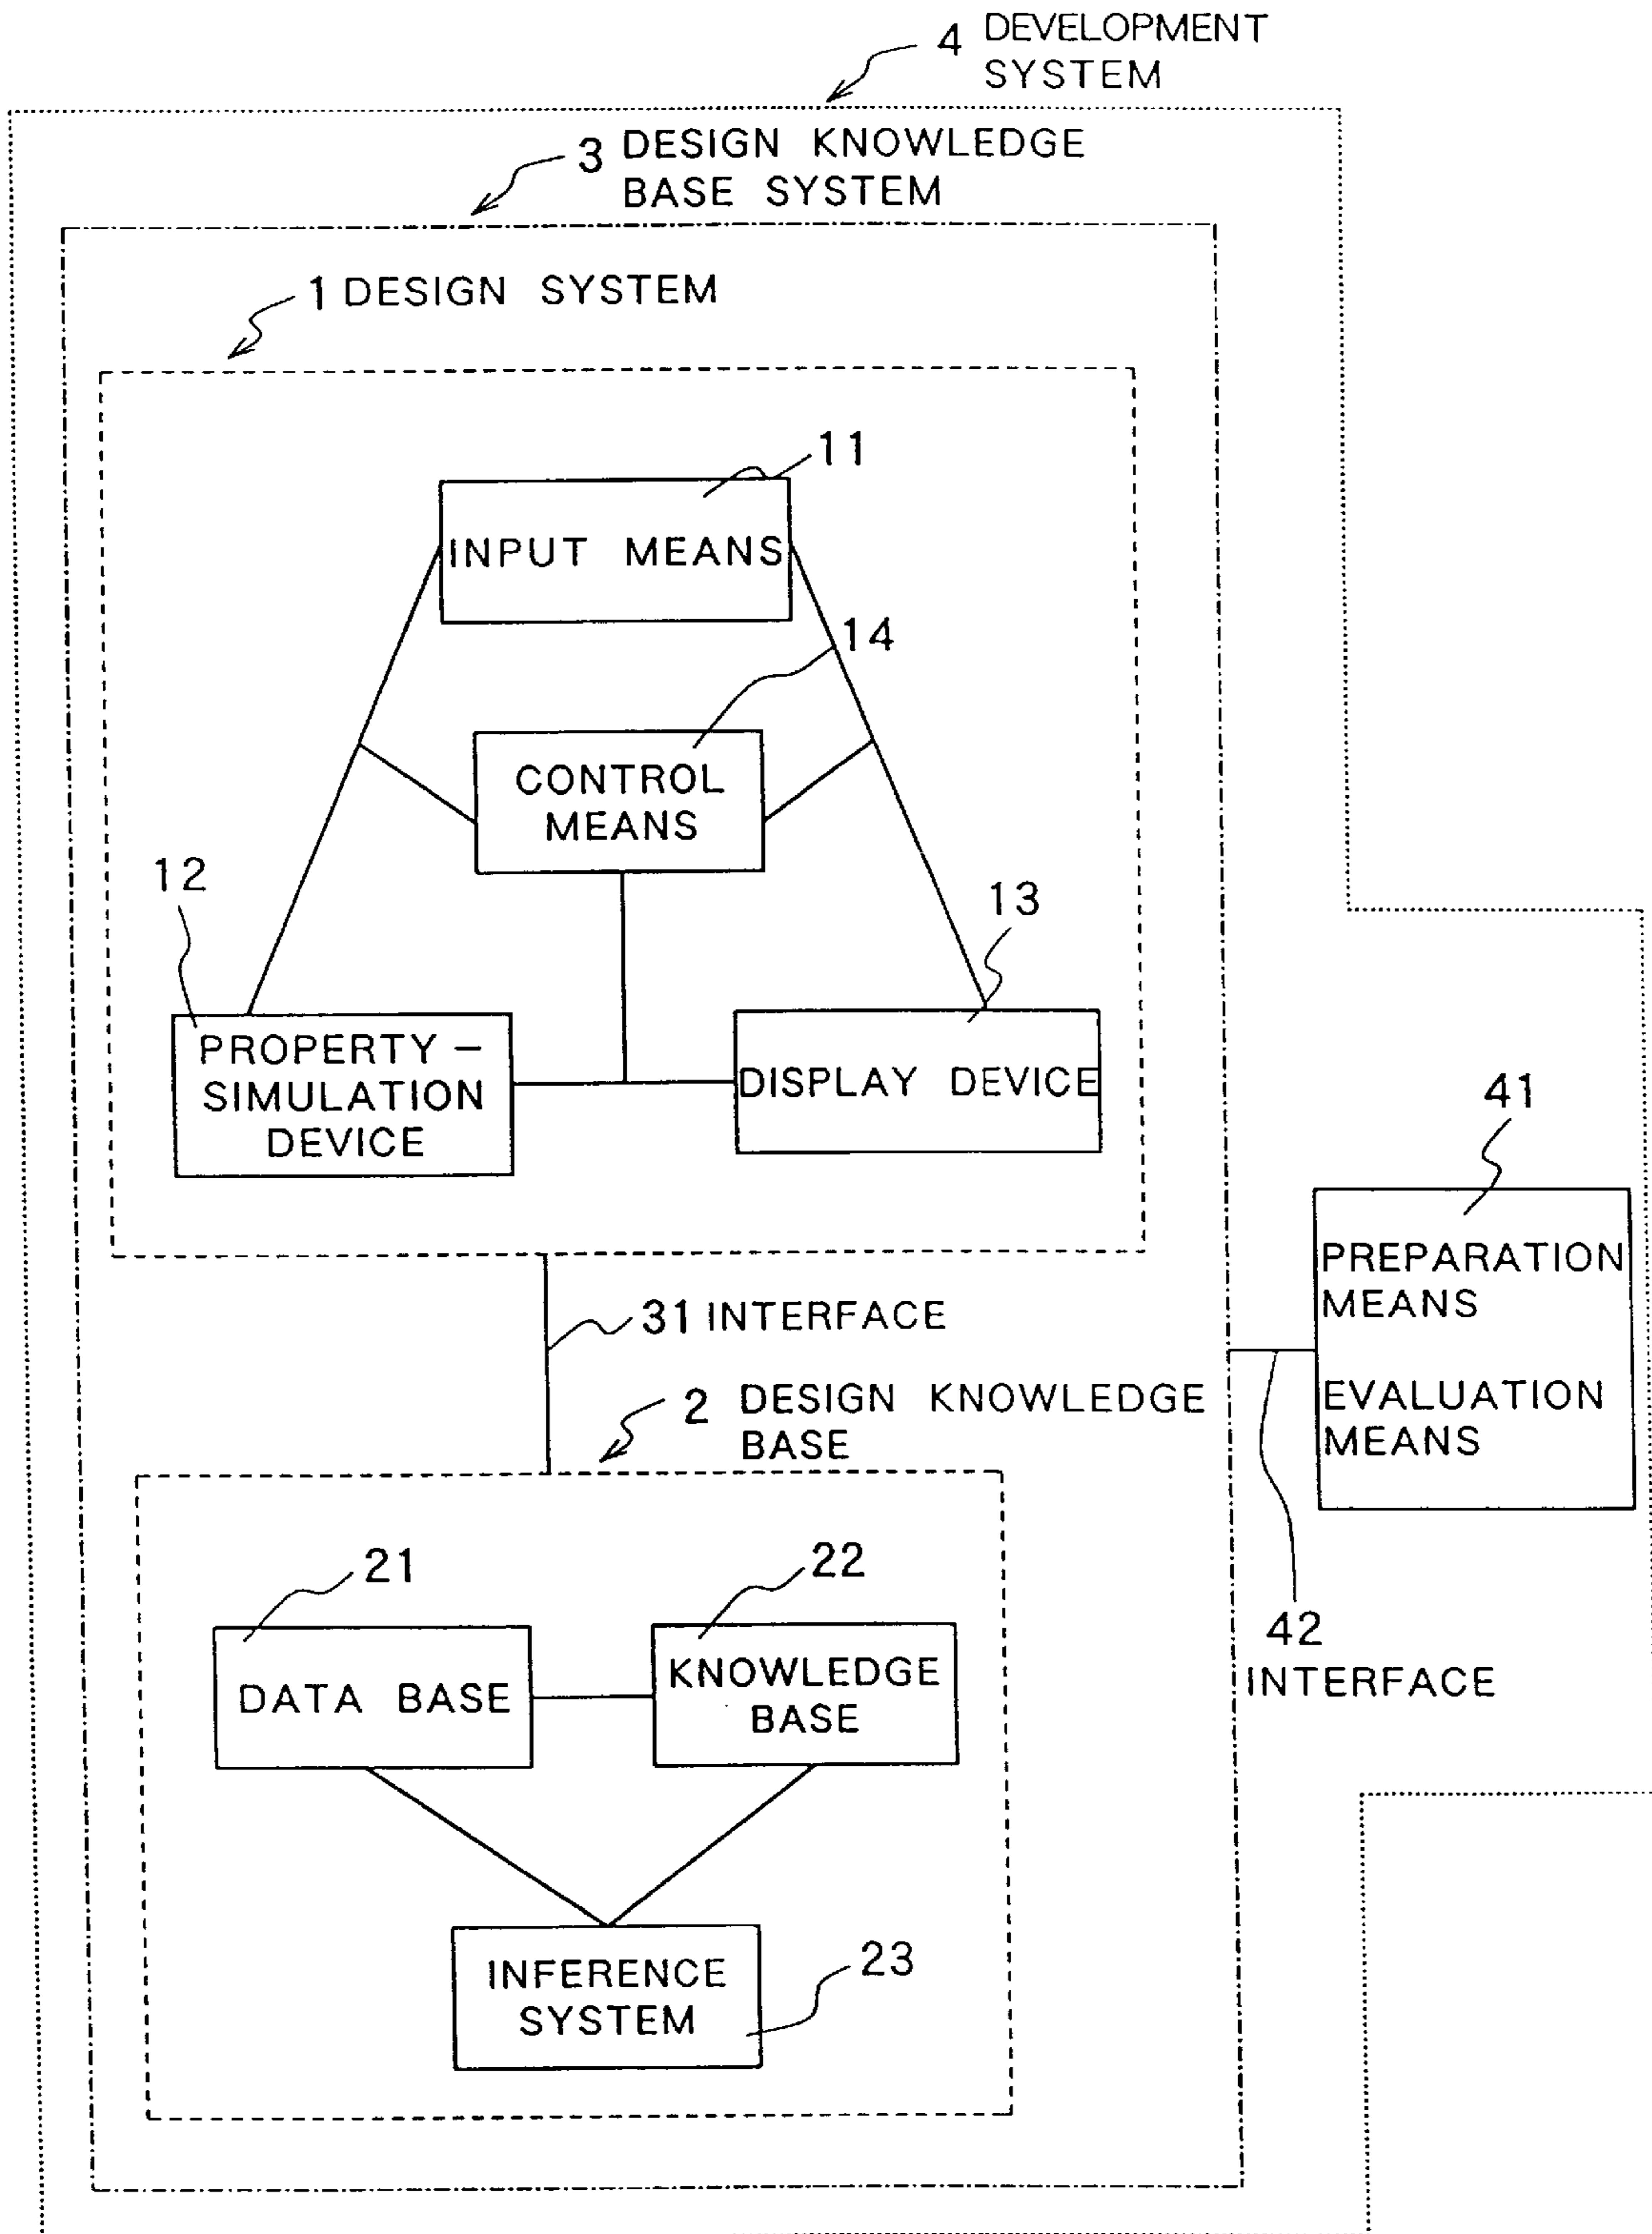 4 DEVELOPMENT
SYSTEM
3 DESIGN KNOWLEDGE
BASE SYSTEM
1 DESIGN SYSTEM
11
INPUT MEANS
14
CONTROL
MEANS
12
13
PROPERTY –
SIMULATION
DEVICE
DISPLAY DEVICE
41
PREPARATION
MEANS
EVALUATION
MEANS
31 INTERFACE
2 DESIGN KNOWLEDGE
BASE
21
22
42
INTERFACE
DATA BASE
KNOWLEDGE
BASE
23
INFERENCE
SYSTEM